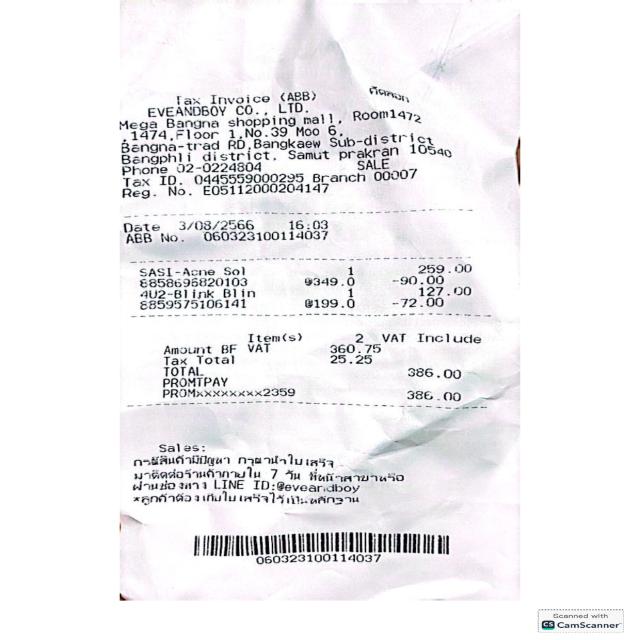 คัดลอก
Tax Invoice (ABB)
EVEANDBOY CO., LTD.
Mega Bangna shopping mall, Room1472
,1474,Floor 1,No.39 Moo 6,
Bangna-trad RD,Bangkaew Sub-district
Bangphli district, Samut prakran 10540
Phone 02-0224804 SALE
Tax ID. 0445559000295 Branch 00007
Reg. No. E05112000204147
Date 3/08/2566 16:03
ABB No. 060323100114037
SASI-Acne Sol 1 259.00
8858696820103 @349.0 -90.00
4U2-Blink Blin 1 127.00
8859575106141 @199.0 -72.00
Item(s) 2 VAT Include
Amount BF VAT 360.75
Tax Total 25.25
TOTAL 386.00
PROMTPAY
PROMxxxxxxxx2359 386.00
Sales:
กรณีสินค้ามีปัญหา กรุณานำใบเสร็จ
มาติดต่อร้านค้าภายใน 7 วัน ที่หน้าสาขาหรือ
ผ่านช่องทาง LINE ID:@eveandboy
*ลูกค้าต้องเก็บใบเสร็จไว้เป็นหลักฐาน
060323100114037
Scanned with
CS CamScanner